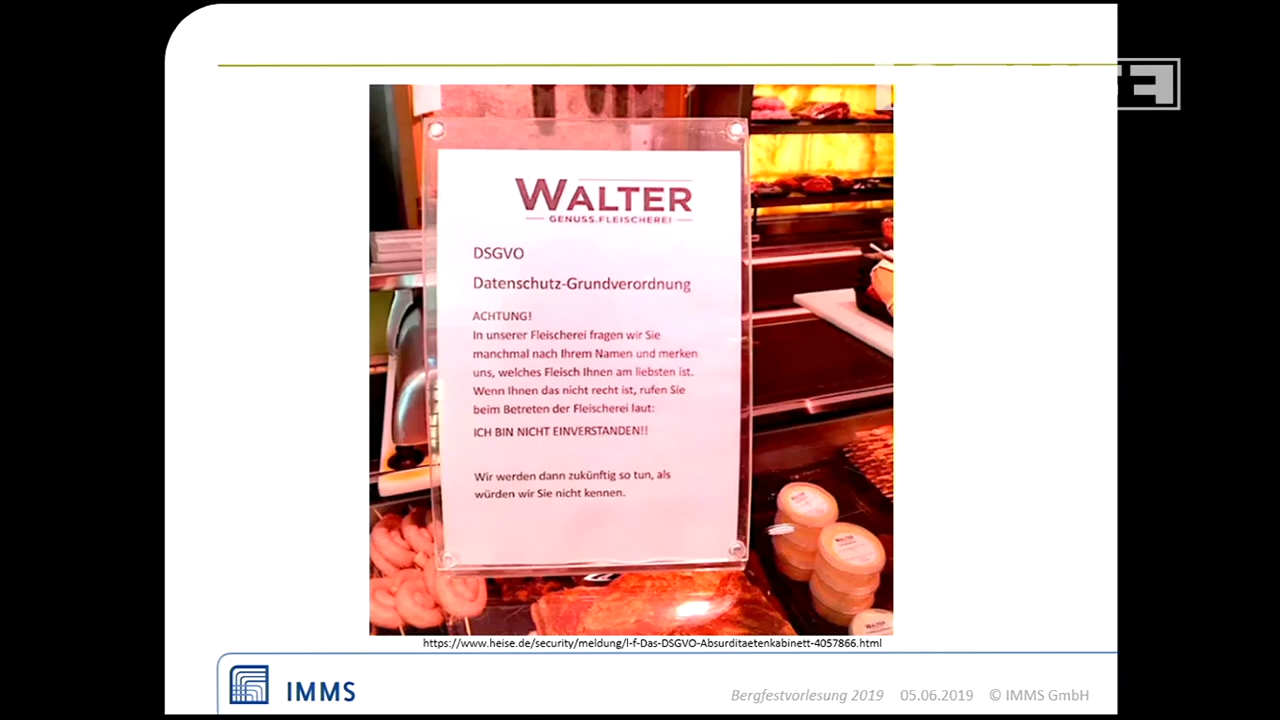 WALTER
GENUSS.FLEISCHEREI
DSGVO
Datenschutz-Grundverordnung
ACHTUNG!
In unserer Fleischerei fragen wir Sie
manchmal nach Ihrem Namen und merken
uns, welches Fleisch Ihnen am liebsten ist.
Wenn Ihnen das nicht recht ist, rufen Sie
beim Betreten der Fleischerei laut:
ICH BIN NICHT EINVERSTANDEN!!
Wir werden dann zukünftig so tun, als
würden wir Sie nicht kennen.
WALTER
WALTER
WALTER
https://www.heise.de/security/meldung/l-f-Das-DSGVO-Absurditaetenkabinett-4057866.html
IMMS
Bergfestvorlesung 2019 05.06.2019 © IMMS GmbH